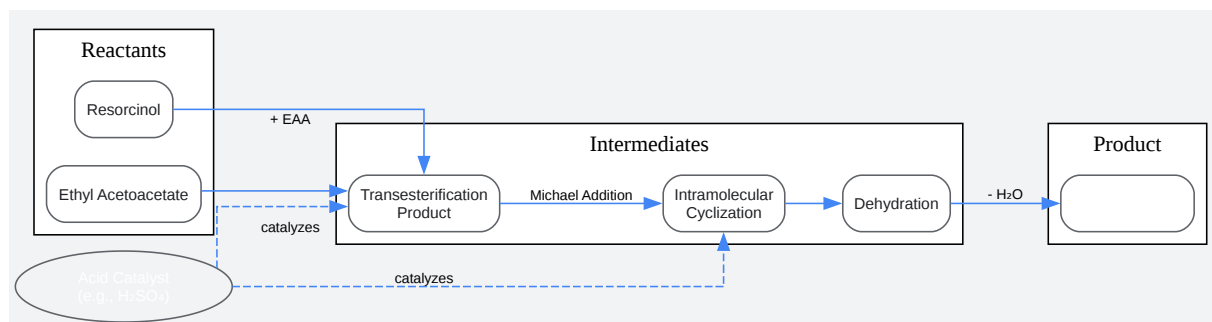 Reactants
Resorcinol
+ EAA
Ethyl Acetoacetate
catalyzes
Acid Catalyst
(e.g., H₂SO₄)
catalyzes
Intermediates
Transesterification
Product
Michael Addition
Intramolecular
Cyclization
Dehydration
- H₂O
Product